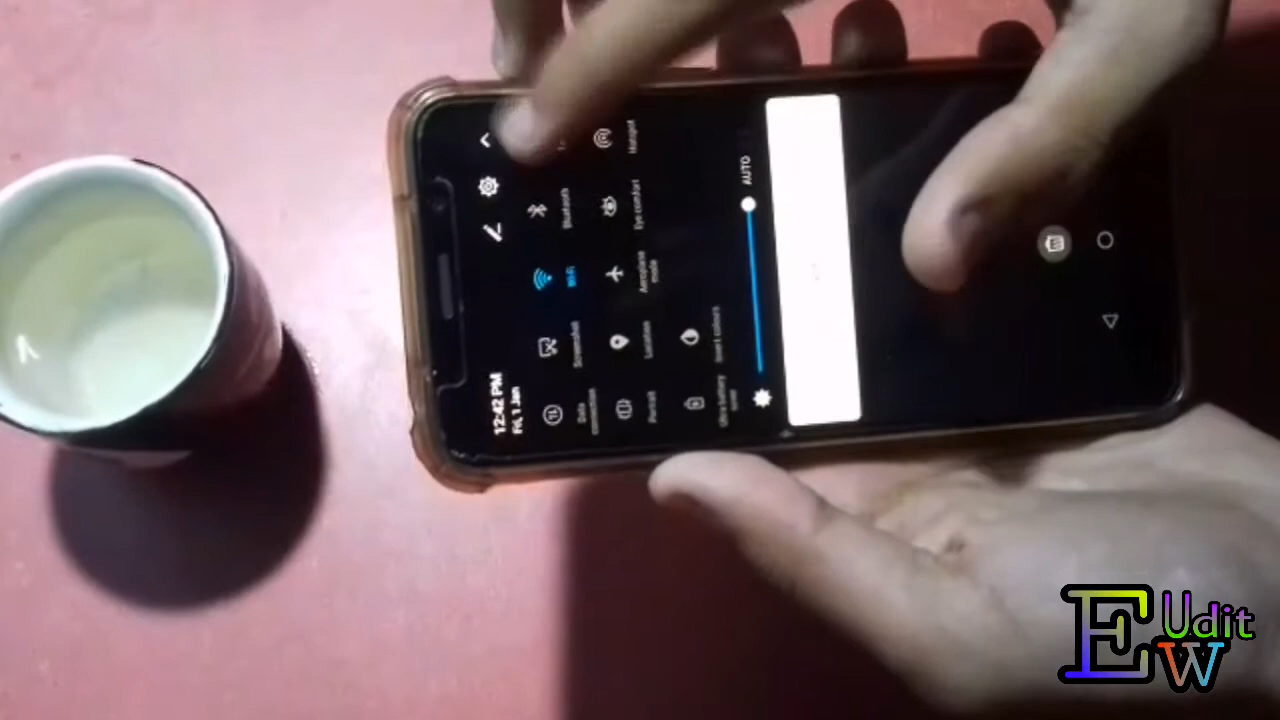 12:42 PM
Fri, 1 Jan
Data connection
Screenshot
Wi-Fi
Bluetooth
Portrait
Location
Aeroplane mode
Eye comfort
Hotspot
Ultra battery saver
Invert colours
AUTO
E Udit
W